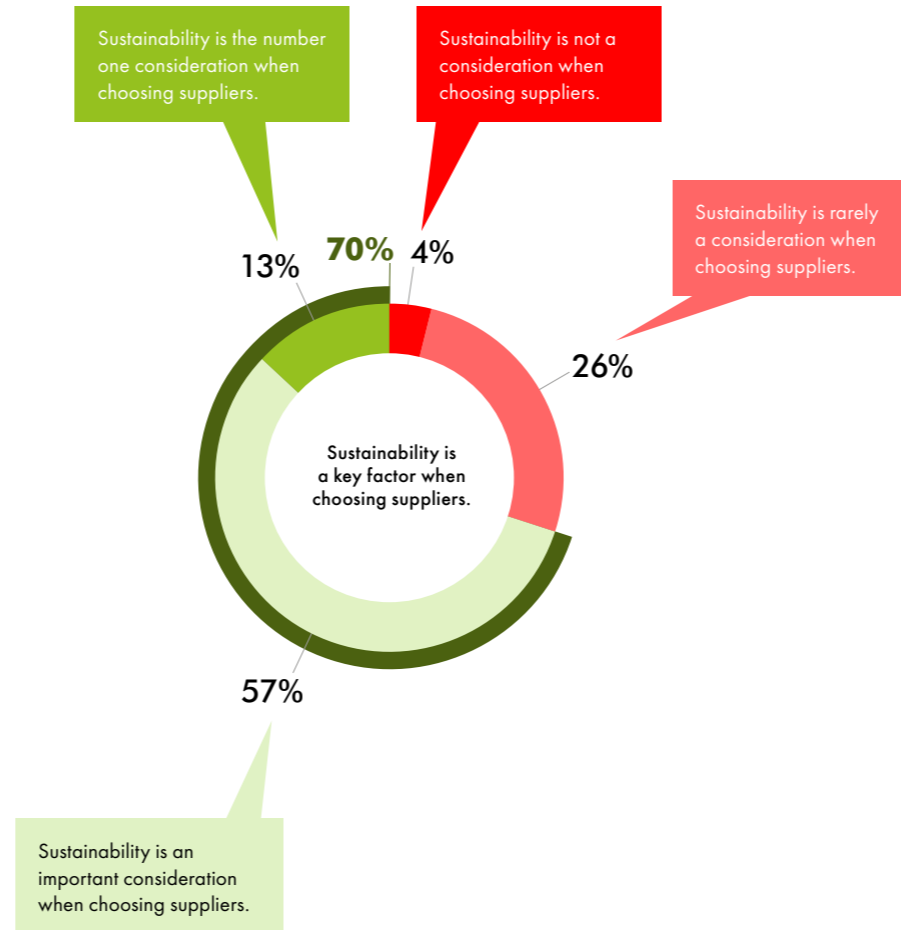 Sustainability is the number
one consideration when
choosing suppliers.
Sustainability is not a
consideration when
choosing suppliers.
Sustainability is rarely
a consideration when
choosing suppliers.
13%
70%
4%
26%
Sustainability is
a key factor when
choosing suppliers.
57%
Sustainability is an
important consideration
when choosing suppliers.